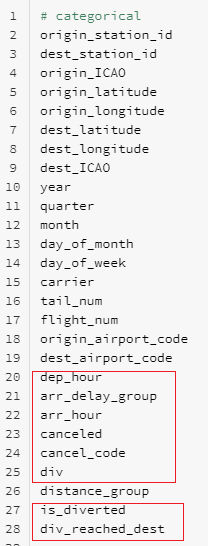 1 # categorical
2 origin_station_id
3 dest_station_id
4 origin_ICAO
5 origin_latitude
6 origin_longitude
7 dest_latitude
8 dest_longitude
9 dest_ICAO
10 year
11 quarter
12 month
13 day_of_month
14 day_of_week
15 carrier
16 tail_num
17 flight_num
18 origin_airport_code
19 dest_airport_code
20 dep_hour
21 arr_delay_group
22 arr_hour
23 canceled
24 cancel_code
25 div
26 distance_group
27 is_diverted
28 div_reached_dest